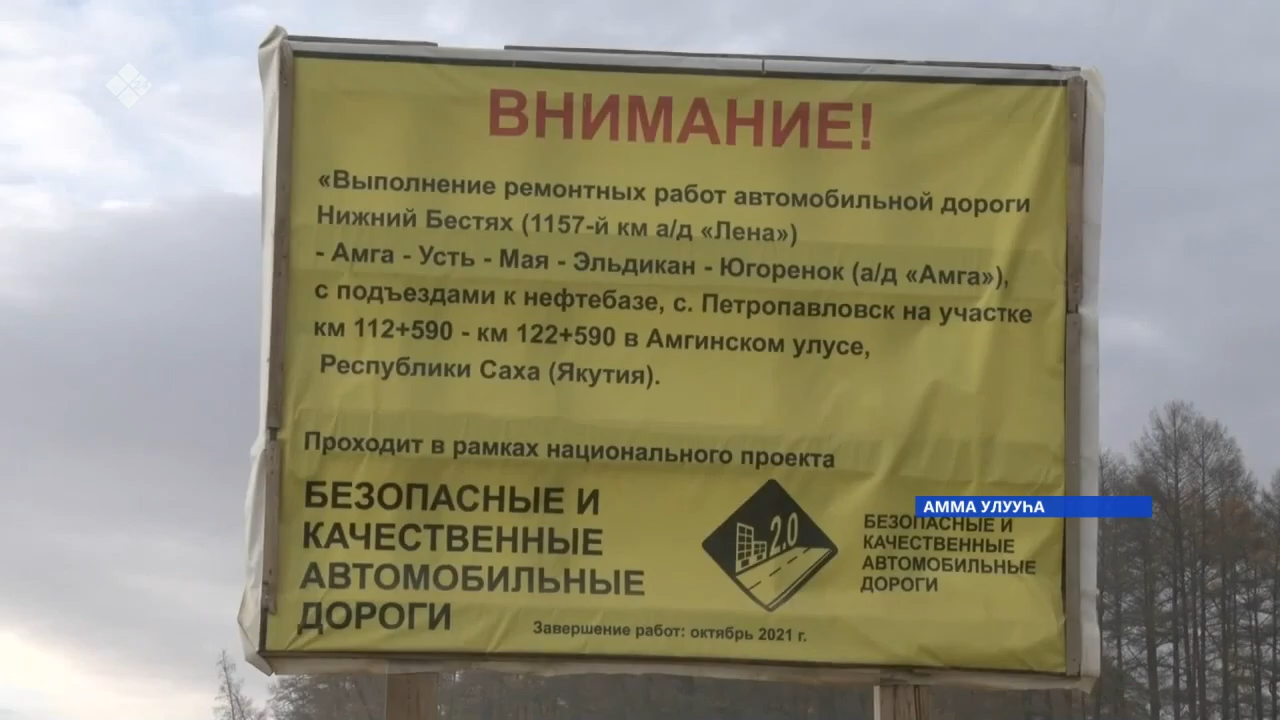 ВНИМАНИЕ!
«Выполнение ремонтных работ автомобильной дороги
Нижний Бестях (1157-й км а/д «Лена»)
- Амга - Усть - Мая - Эльдикан - Югоренок (а/д «Амга»),
с подъездами к нефтебазе, с. Петропавловск на участке
км 112+590 - км 122+590 в Амгинском улусе,
Республики Саха (Якутия).
Проходит в рамках национального проекта
БЕЗОПАСНЫЕ И
КАЧЕСТВЕННЫЕ
АВТОМОБИЛЬНЫЕ
ДОРОГИ
2.0
АММА УЛУУҺА
БЕЗОПАСНЫЕ И
КАЧЕСТВЕННЫЕ
АВТОМОБИЛЬНЫЕ
ДОРОГИ
Завершение работ: октябрь 2021 г.